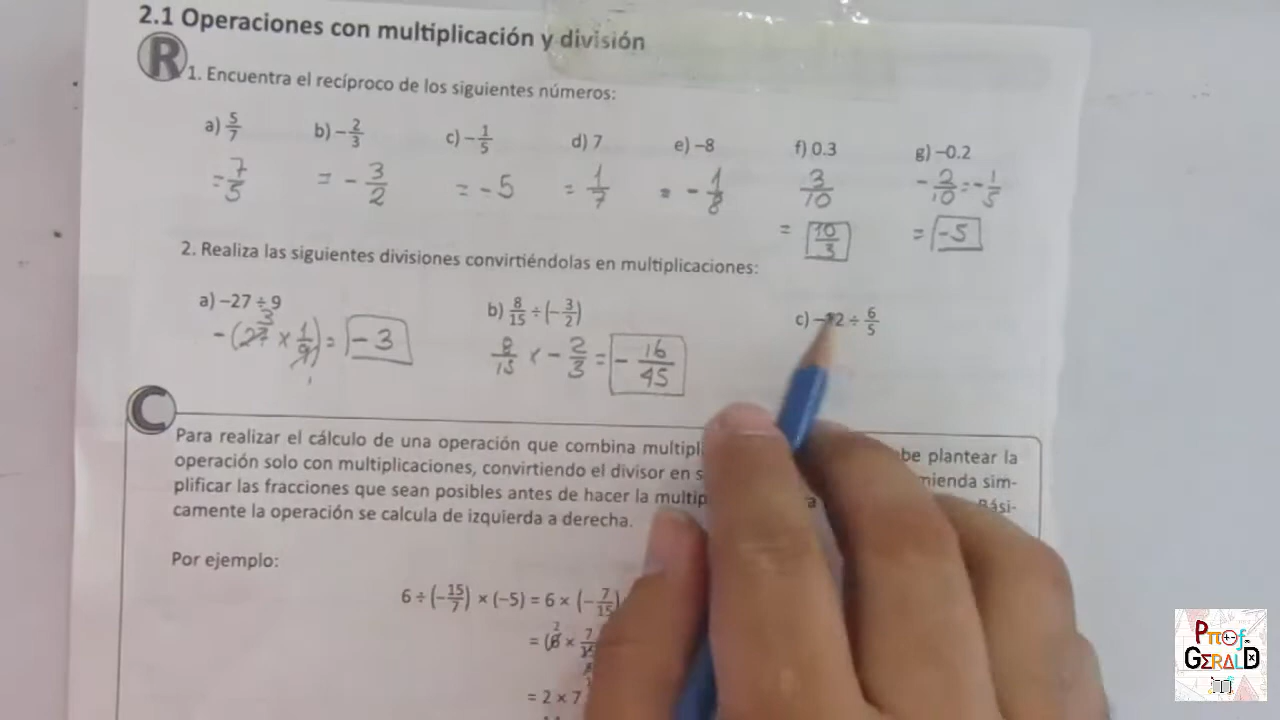 2.1 Operaciones con multiplicación y división
R
1. Encuentra el recíproco de los siguientes números:
a) 5/7 b) −2/3 c) −1/5 d) 7 e) −8 f) 0.3 g) −0.2
= 7/5 = - 3/2 = - 5 = 1/7 = - 1/8 3/10 - 2/10 = - 1/5
= 10/3 = - 5
2. Realiza las siguientes divisiones convirtiéndolas en multiplicaciones:
a) −27 ÷ 9 b) 8/15 ÷ (−3/2) c) ÷ 6/5
- (27 3 × 1/9) = - 3 8/15 × - 2/3 = - 16/45
1
C
Para realizar el cálculo de una operación que combina be plantear la
operación solo con multiplicaciones, convirtiendo el divisor en
plificar las fracciones que sean posibles antes de hacer la
camente la operación se calcula de izquierda a derecha.
Por ejemplo:
6 ÷ (−15/7) × (−5) = 6 × (−7/15)
= (6 2 × 7
= 2 × 7
Prof.
GERALD
m